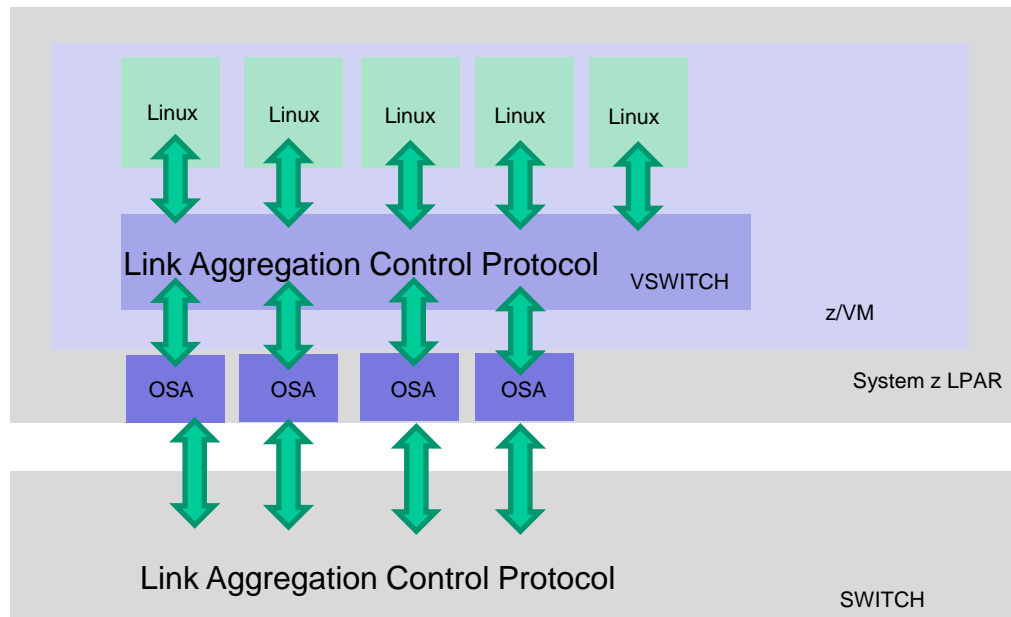 Linux
Linux
Linux
Linux
Linux
Link Aggregation Control Protocol
VSWITCH
z/VM
OSA
OSA
OSA
OSA
System z LPAR
Link Aggregation Control Protocol
SWITCH